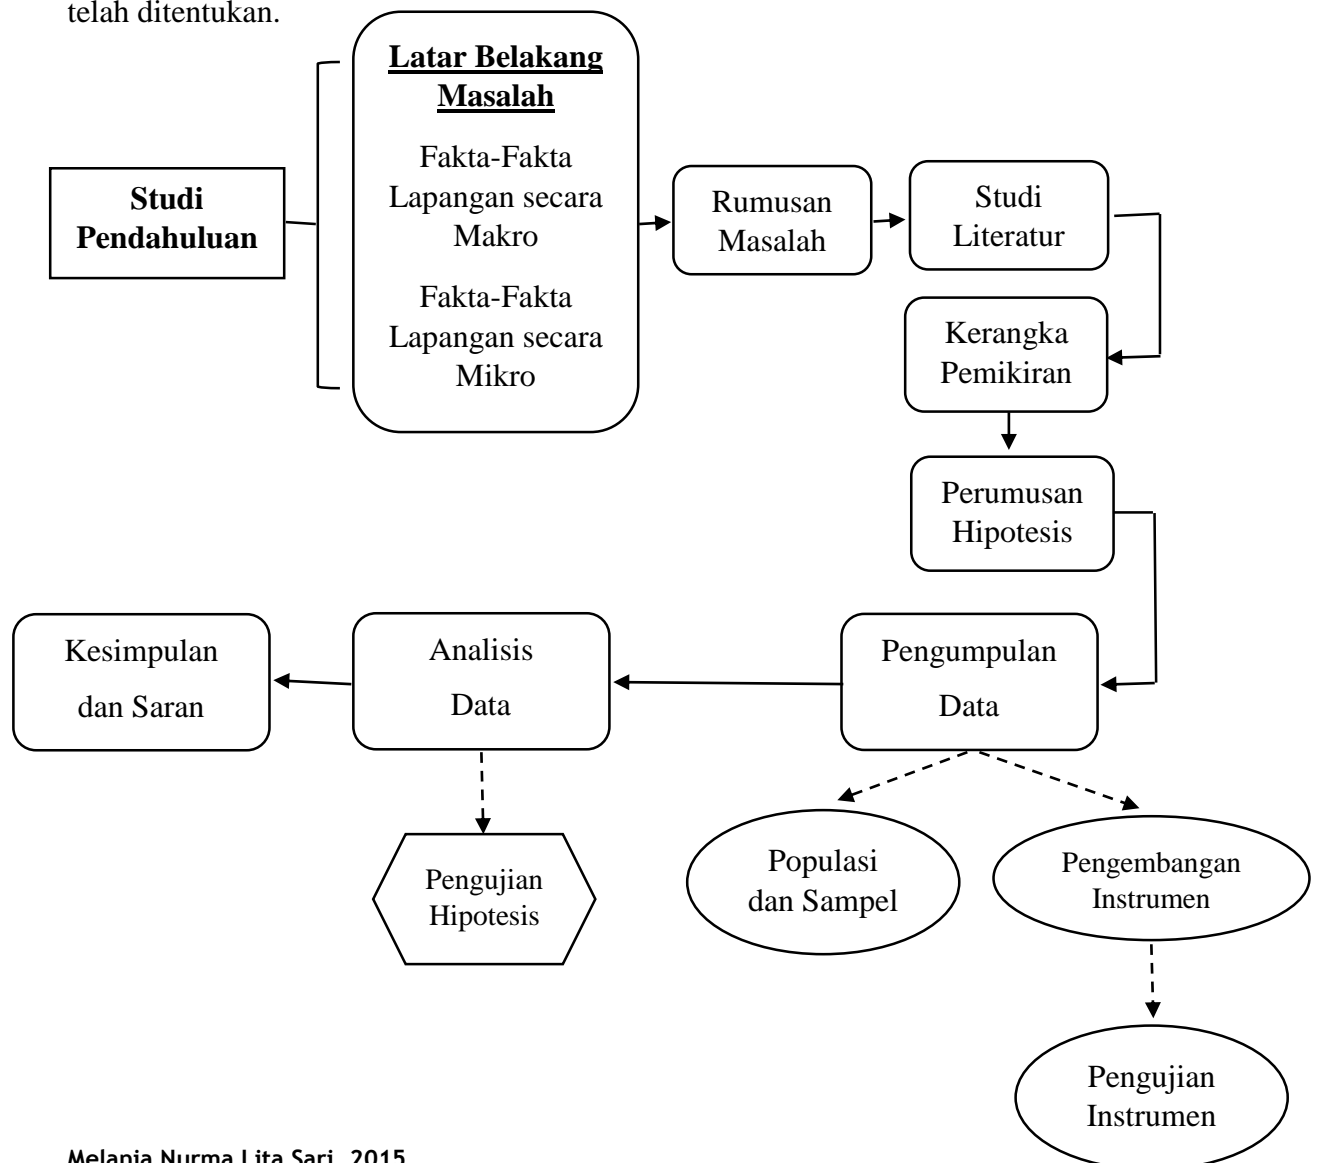 telah ditentukan.
Latar Belakang
Masalah
Fakta-Fakta
Lapangan secara
Makro
Fakta-Fakta
Lapangan secara
Mikro
Studi
Pendahuluan
Rumusan
Masalah
Studi
Literatur
Kerangka
Pemikiran
Perumusan
Hipotesis
Pengumpulan
Data
Analisis
Data
Kesimpulan
dan Saran
Pengujian
Hipotesis
Populasi
dan Sampel
Pengembangan
Instrumen
Pengujian
Instrumen
Melania Nurma Lita Sari, 2015